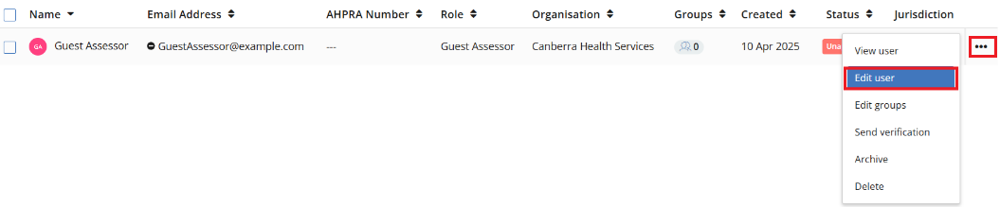 Name Email Address AHPRA Number Role Organisation Groups Created Status Jurisdiction
GA Guest Assessor GuestAssessor@example.com --- Guest Assessor Canberra Health Services 0 10 Apr 2025 Una
View user
Edit user
Edit groups
Send verification
Archive
Delete